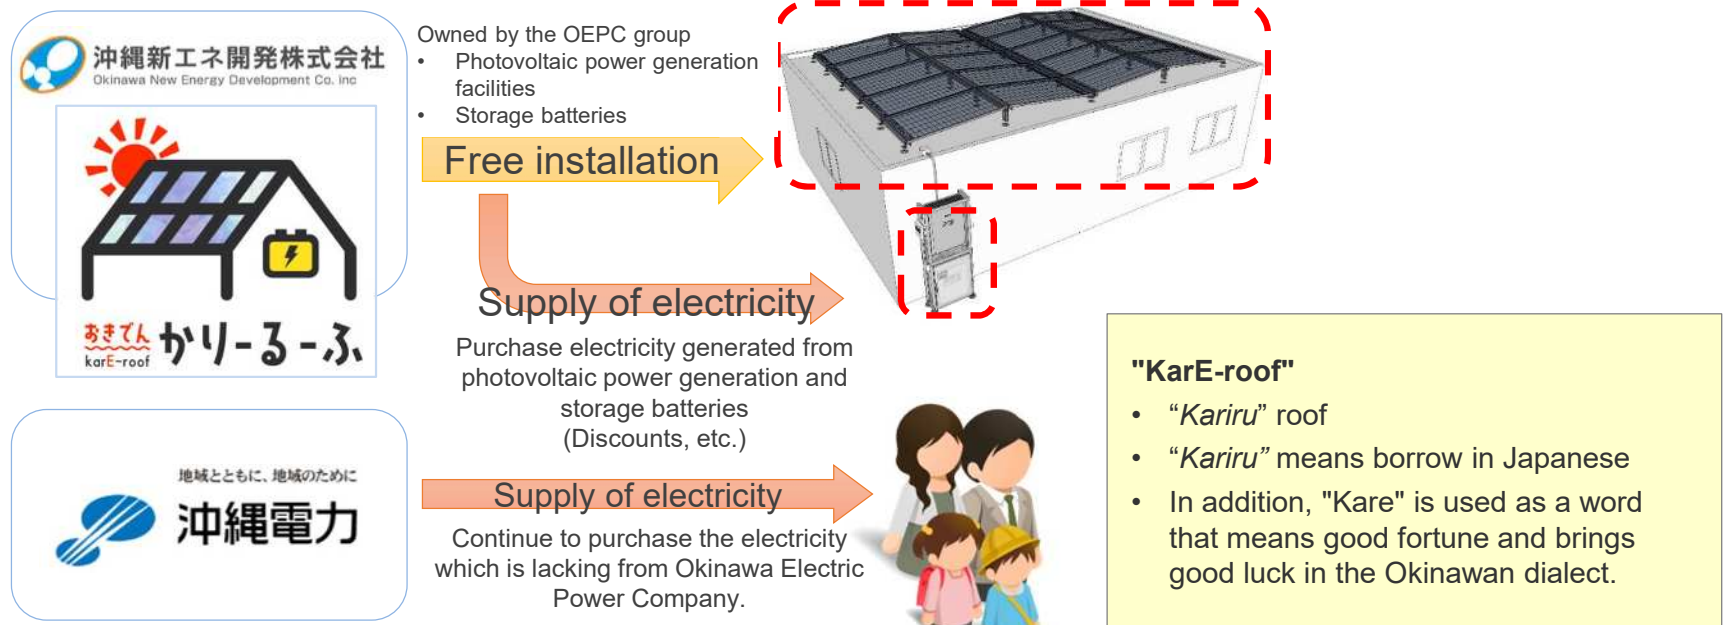 沖縄新エネ開発株式会社
Okinawa New Energy Development Co. Inc
おきでん
karE-roof
かりーるーふ
Owned by the OEPC group
• Photovoltaic power generation
facilities
• Storage batteries
Free installation
Supply of electricity
Purchase electricity generated from
photovoltaic power generation and
storage batteries
(Discounts, etc.)
地域とともに、地域のために
沖縄電力
Supply of electricity
Continue to purchase the electricity
which is lacking from Okinawa Electric
Power Company.
"KarE-roof"
• “Kariru” roof
• “Kariru” means borrow in Japanese
• In addition, "Kare" is used as a word
that means good fortune and brings
good luck in the Okinawan dialect.